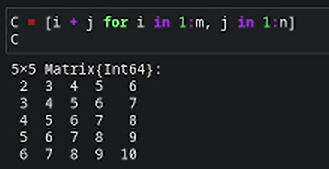 C = [i + j for i in 1:m, j in 1:n]
C
5×5 Matrix{Int64}:
2 3 4 5 6
3 4 5 6 7
4 5 6 7 8
5 6 7 8 9
6 7 8 9 10